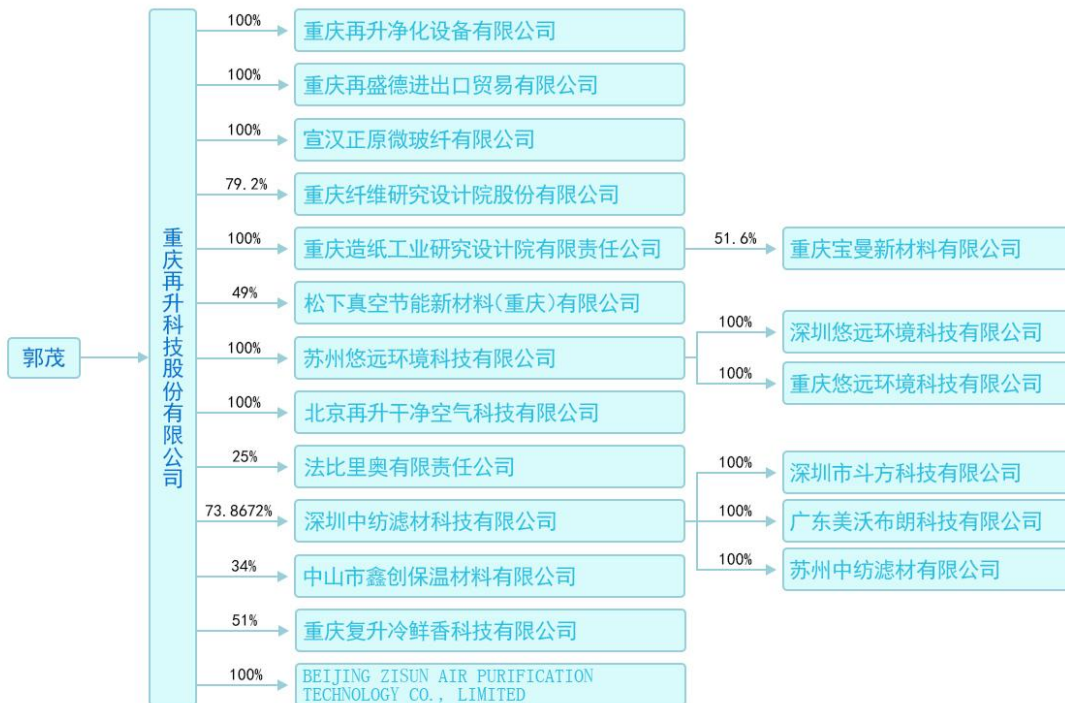 郭茂
重庆再升科技股份有限公司
100%
重庆再升净化设备有限公司
100%
重庆再盛德进出口贸易有限公司
100%
宣汉正原微玻纤有限公司
79.2%
重庆纤维研究设计院股份有限公司
100%
重庆造纸工业研究设计院有限责任公司
51.6%
重庆宝曼新材料有限公司
49%
松下真空节能新材料(重庆)有限公司
100%
苏州悠远环境科技有限公司
100%
深圳悠远环境科技有限公司
100%
重庆悠远环境科技有限公司
100%
北京再升干净空气科技有限公司
25%
法比里奥有限责任公司
73.8672%
深圳中纺滤材科技有限公司
100%
深圳市斗方科技有限公司
100%
广东美沃布朗科技有限公司
100%
苏州中纺滤材有限公司
34%
中山市鑫创保温材料有限公司
51%
重庆复升冷鲜香科技有限公司
100%
BEIJING ZISUN AIR PURIFICATION
TECHNOLOGY CO., LIMITED